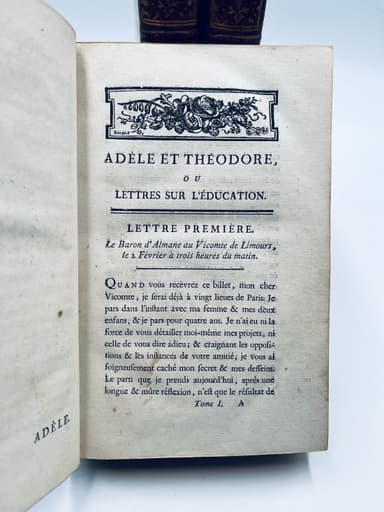 ADÈLE ET THÉODORE,
OU
LETTRES SUR L'ÉDUCATION.
LETTRE PREMIÈRE.
Le Baron d'Almane au Vicomte de Limours,
le 2 Février à trois heures du matin.
QUAND vous recevrez ce billet, mon cher
Vicomte, je serai déjà à vingt lieues de Paris. Je
pars dans l'instant avec ma femme & mes deux
enfans, & je pars pour quatre ans. Je n'ai eu ni la
force de vous détailler moi-même mes projets, ni
celle de vous dire adieu; & craignant les opposi-
tions & les instances de votre amitié, je vous ai
soigneusement caché mon secret & mes desseins.
Le parti que je prends aujourd'hui, après une
longue & mûre réflexion, n'est que le résultat de
Tome I. A
ADÈLE.